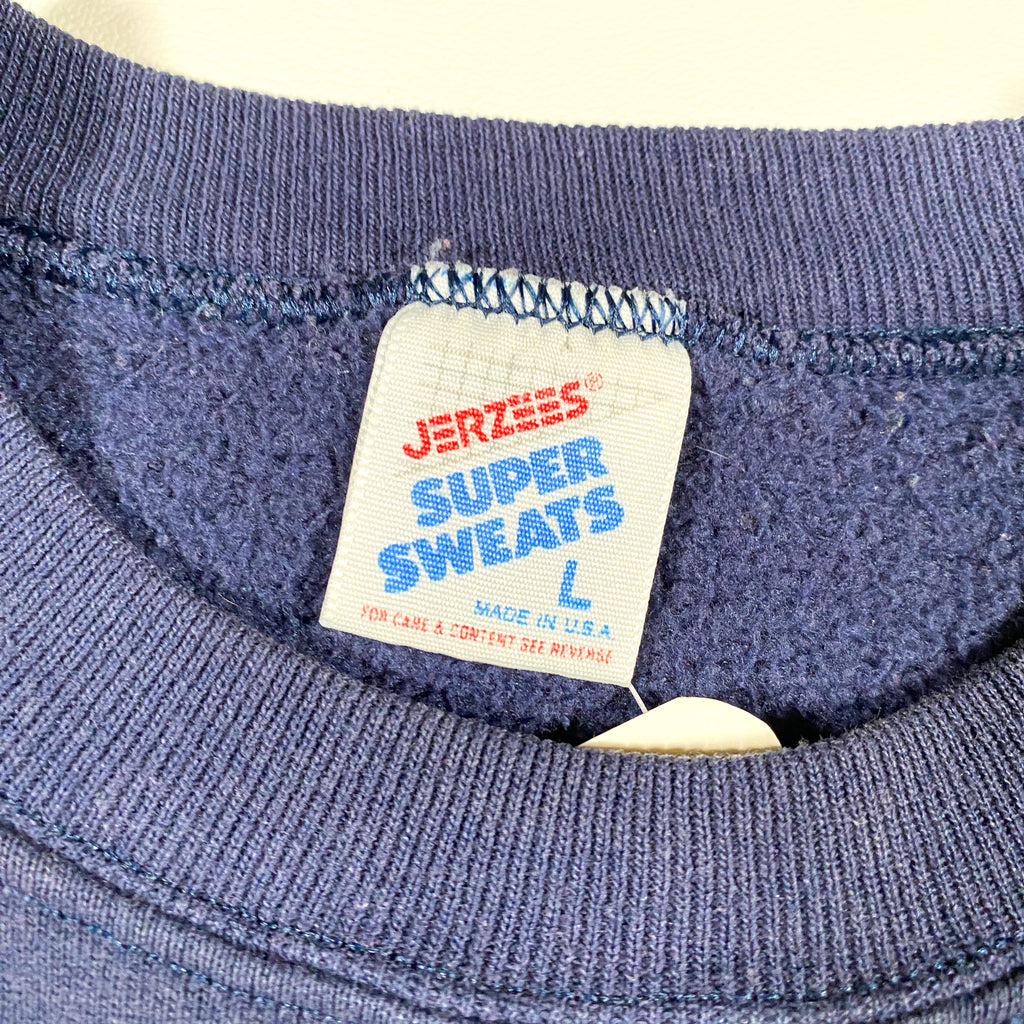 JERZEES®
SUPER
SWEATS
L
MADE IN U.S.A
FOR CARE & CONTENT SEE REVERSE